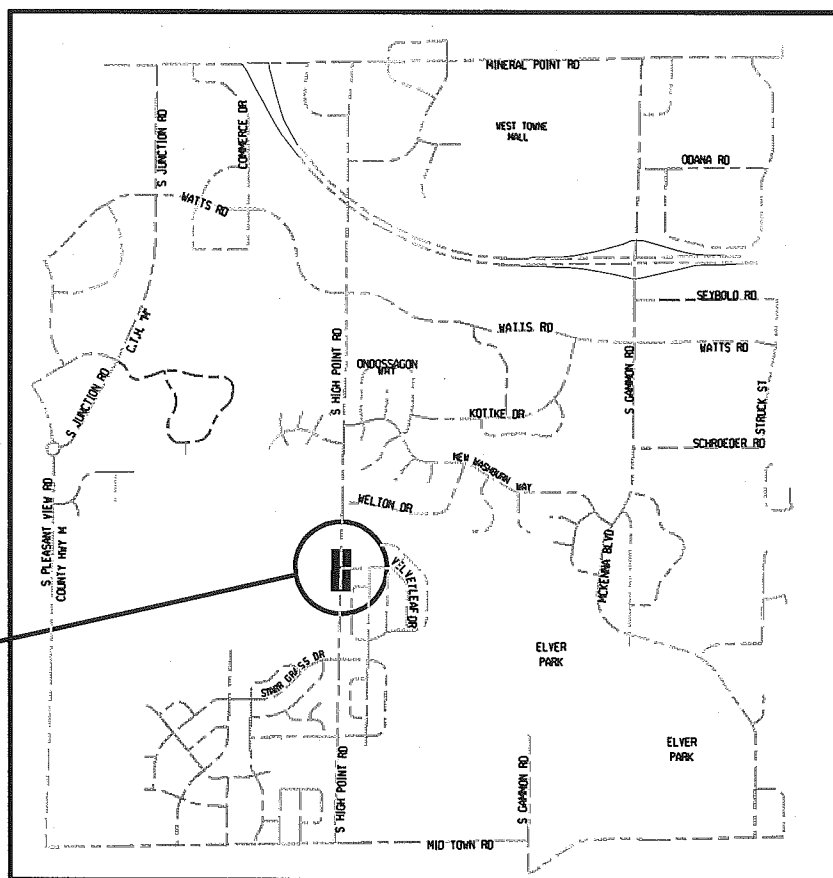 MINERAL POINT RD
S JUNCTION RD
COMMERCE DR
WEST TOWNE
MALL
ODANA RD
WATTS RD
SEYBOLD RD
C.T.H. "M"
S HIGH POINT RD
WATTS RD
WATTS RD
ONDOSSAGON
WAY
S GAMMON RD
S JUNCTION RD
KOTTKE DR
STRUCK ST
SCHROEDER RD
NEW WASHBURN WAY
WELTON DR
S PLEASANT VIEW RD
COUNTY HWY M
MCKENNA BLVD
VELVETLEAF DR
ELVER
PARK
STARR GRASS DR
ELVER
PARK
S HIGH POINT RD
S GAMMON RD
MID TOWN RD